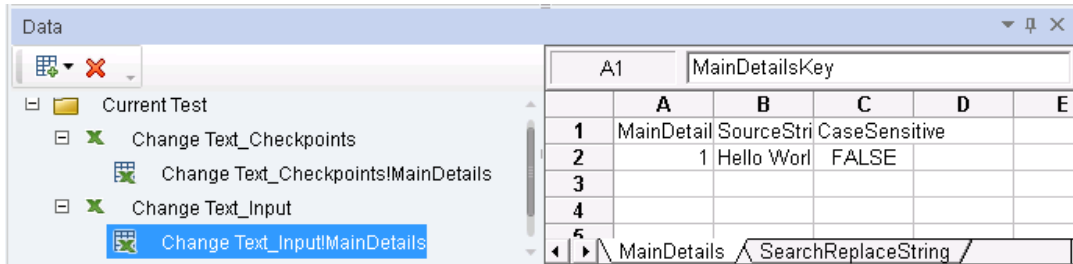 Data
Current Test
Change Text_Checkpoints
Change Text_Checkpoints!MainDetails
Change Text_Input
Change Text_Input!MainDetails
A1 MainDetailsKey
A B C D E
1 MainDetail SourceStri CaseSensitive
2 1 Hello Worl FALSE
3
4
5
MainDetails SearchReplaceString